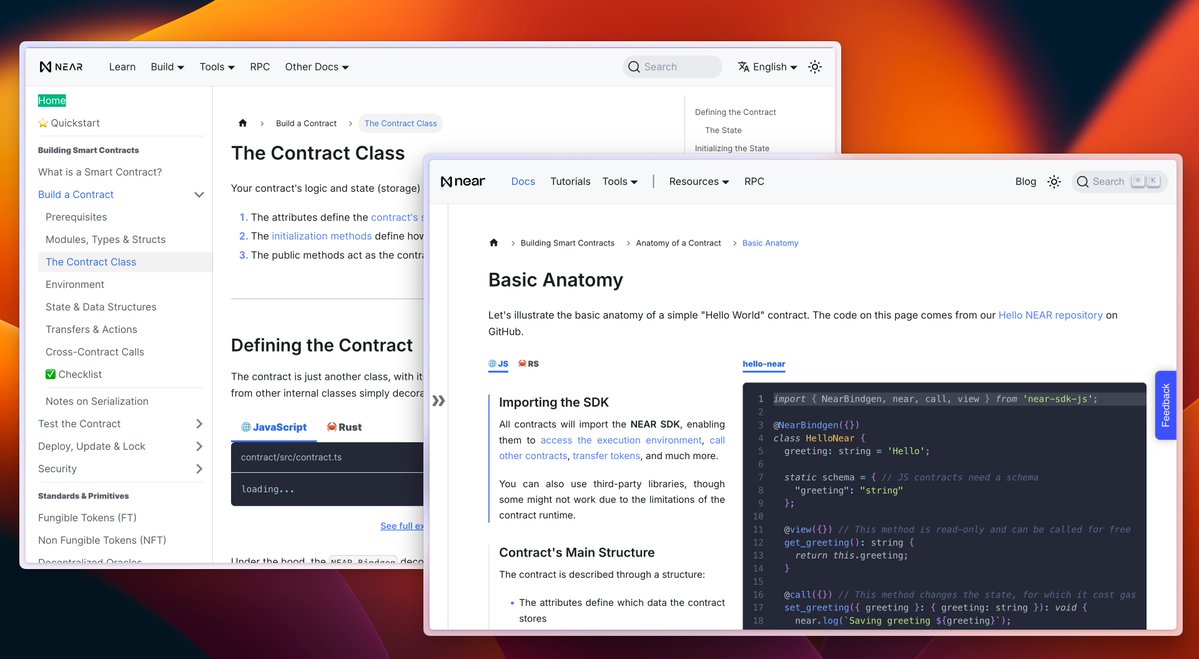 NEAR
Learn
Build
Tools
RPC
Other Docs
Search
English
Home
⭐ Quickstart
Building Smart Contracts
What is a Smart Contract?
Build a Contract
Prerequisites
Modules, Types & Structs
The Contract Class
Environment
State & Data Structures
Transfers & Actions
Cross-Contract Calls
✅ Checklist
Notes on Serialization
Test the Contract
Deploy, Update & Lock
Security
Standards & Primitives
Fungible Tokens (FT)
Non Fungible Tokens (NFT)
Decentralized Oracles
Build a Contract
The Contract Class
The Contract Class
Your contract's logic and state (storage)
1. The attributes define the contract's s
2. The initialization methods define how
3. The public methods act as the contra
Defining the Contract
The contract is just another class, with it
from other internal classes simply decora
🌐 JavaScript
🦀 Rust
contract/src/contract.ts
loading...
See full ex
Under the hood, the NEAR Bindgen deco
Defining the Contract
The State
Initializing the State
near
Docs
Tutorials
Tools
|
Resources
RPC
Blog
Search
⌘ K
Building Smart Contracts
Anatomy of a Contract
Basic Anatomy
Basic Anatomy
Let's illustrate the basic anatomy of a simple "Hello World" contract. The code on this page comes from our Hello NEAR repository on
GitHub.
🌐 JS
🦀 RS
Importing the SDK
All contracts will import the NEAR SDK, enabling
them to access the execution environment, call
other contracts, transfer tokens, and much more.
You can also use third-party libraries, though
some might not work due to the limitations of the
contract runtime.
Contract's Main Structure
The contract is described through a structure:
• The attributes define which data the contract
stores
hello-near
1 import { NearBindgen, near, call, view } from 'near-sdk-js';
2
3 @NearBindgen({})
4 class HelloNear {
5 greeting: string = 'Hello';
6
7 static schema = { // JS contracts need a schema
8 "greeting": "string"
9 };
10
11 @view({}) // This method is read-only and can be called for free
12 get_greeting(): string {
13 return this.greeting;
14 }
15
16 @call({}) // This method changes the state, for which it cost gas
17 set_greeting({ greeting }: { greeting: string }): void {
18 near.log(`Saving greeting ${greeting}`);
Feedback